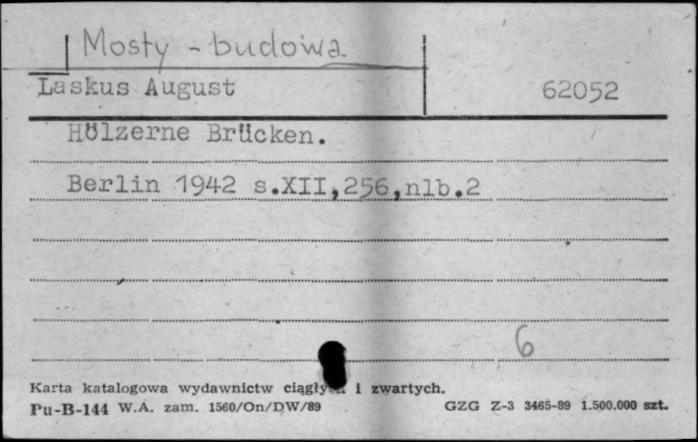 Mosty - budowa.
Laskus August 62052
Hölzerne Brücken.
Berlin 1942 s.XII,256,nlb.2
6
Karta katalogowa wydawnictw ciągłych i zwartych.
Pu-B-144 W.A. zam. 1560/On/DW/89 GZG Z-3 3465-89 1.500.000 szt.